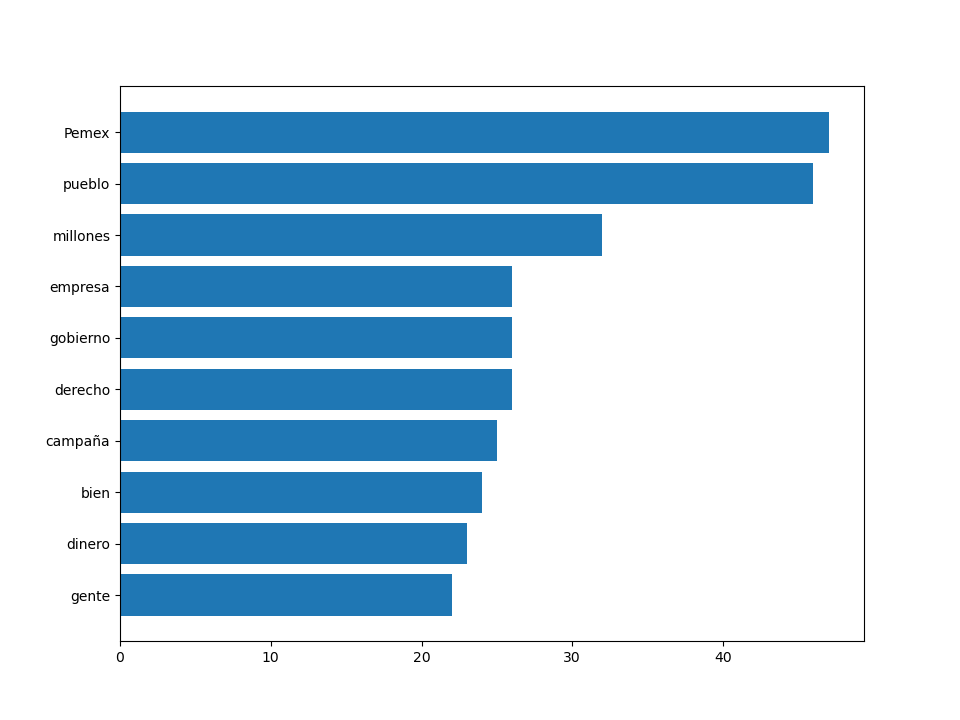 Pemex
pueblo
millones
empresa
gobierno
derecho
campaña
bien
dinero
gente
0 10 20 30 40